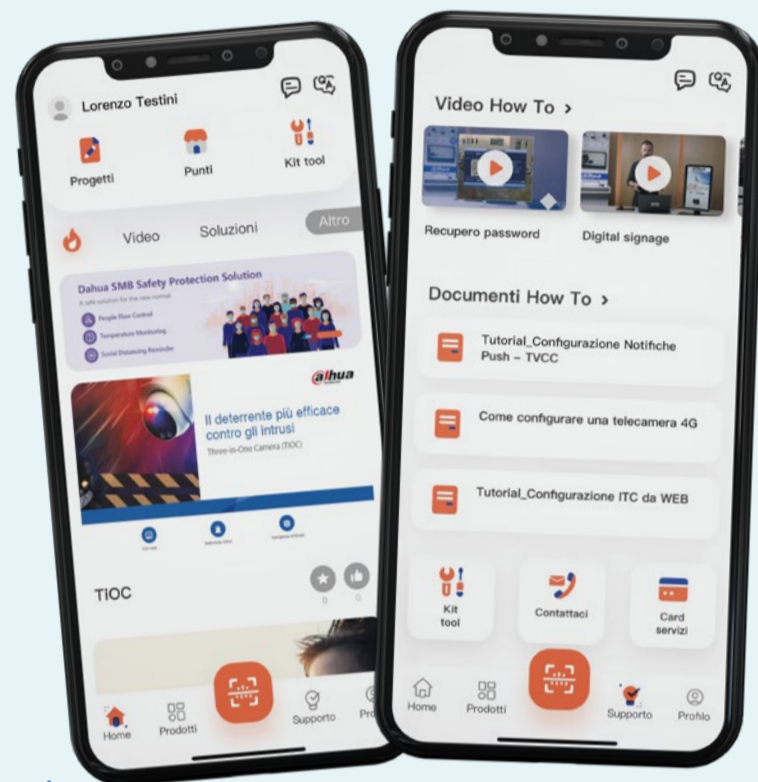 Lorenzo Testini
Progetti
Punti
Kit tool
Video
Soluzioni
Altro
Dahua SMB Safety Protection Solution
A safe solution for the new normal
People Flow Control
Temperature Monitoring
Social Distancing Reminder
alhua
Il deterrente più efficace
contro gli intrusi
Three-in-One Camera (TiOC)
TiOC
0
0
Home
Prodotti
Supporto
Video How To >
Recupero password
Digital signage
Documenti How To >
Tutorial_Configurazione Notifiche
Push – TVCC
Come configurare una telecamera 4G
Tutorial_Configurazione ITC da WEB
Kit
tool
Contattaci
Card
servizi
Home
Prodotti
Supporto
Profilo